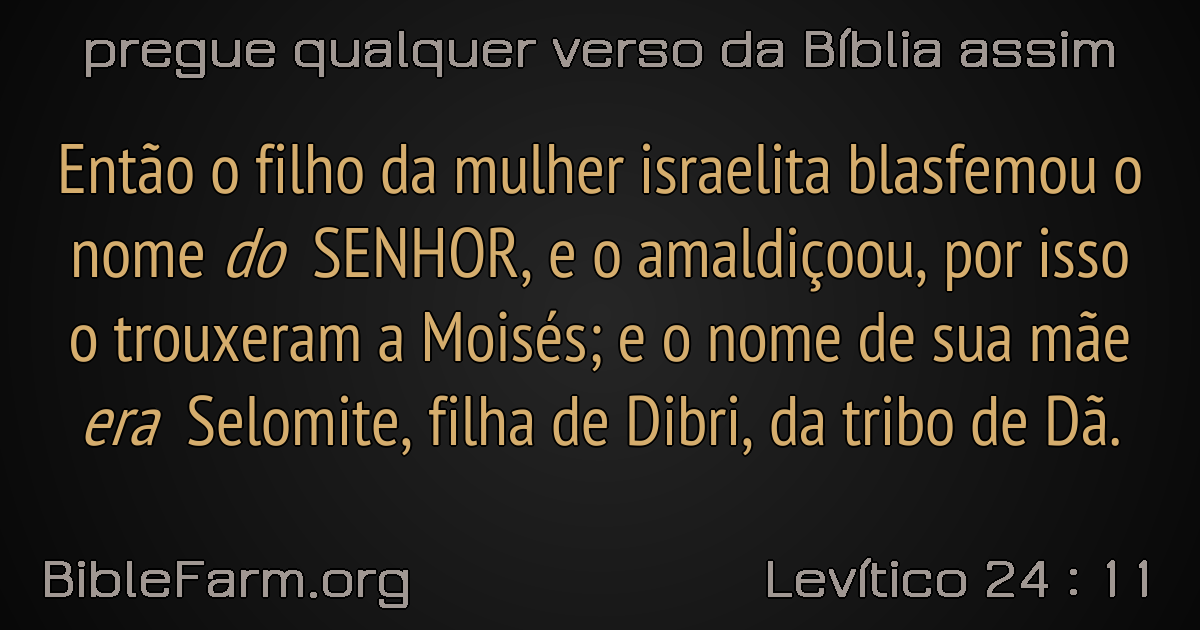 pregue qualquer verso da Bíblia assim
Então o filho da mulher israelita blasfemou o
nome do SENHOR, e o amaldiçoou, por isso
o trouxeram a Moisés; e o nome de sua mãe
era Selomite, filha de Dibri, da tribo de Dã.
BibleFarm.org
Levítico 24 : 11